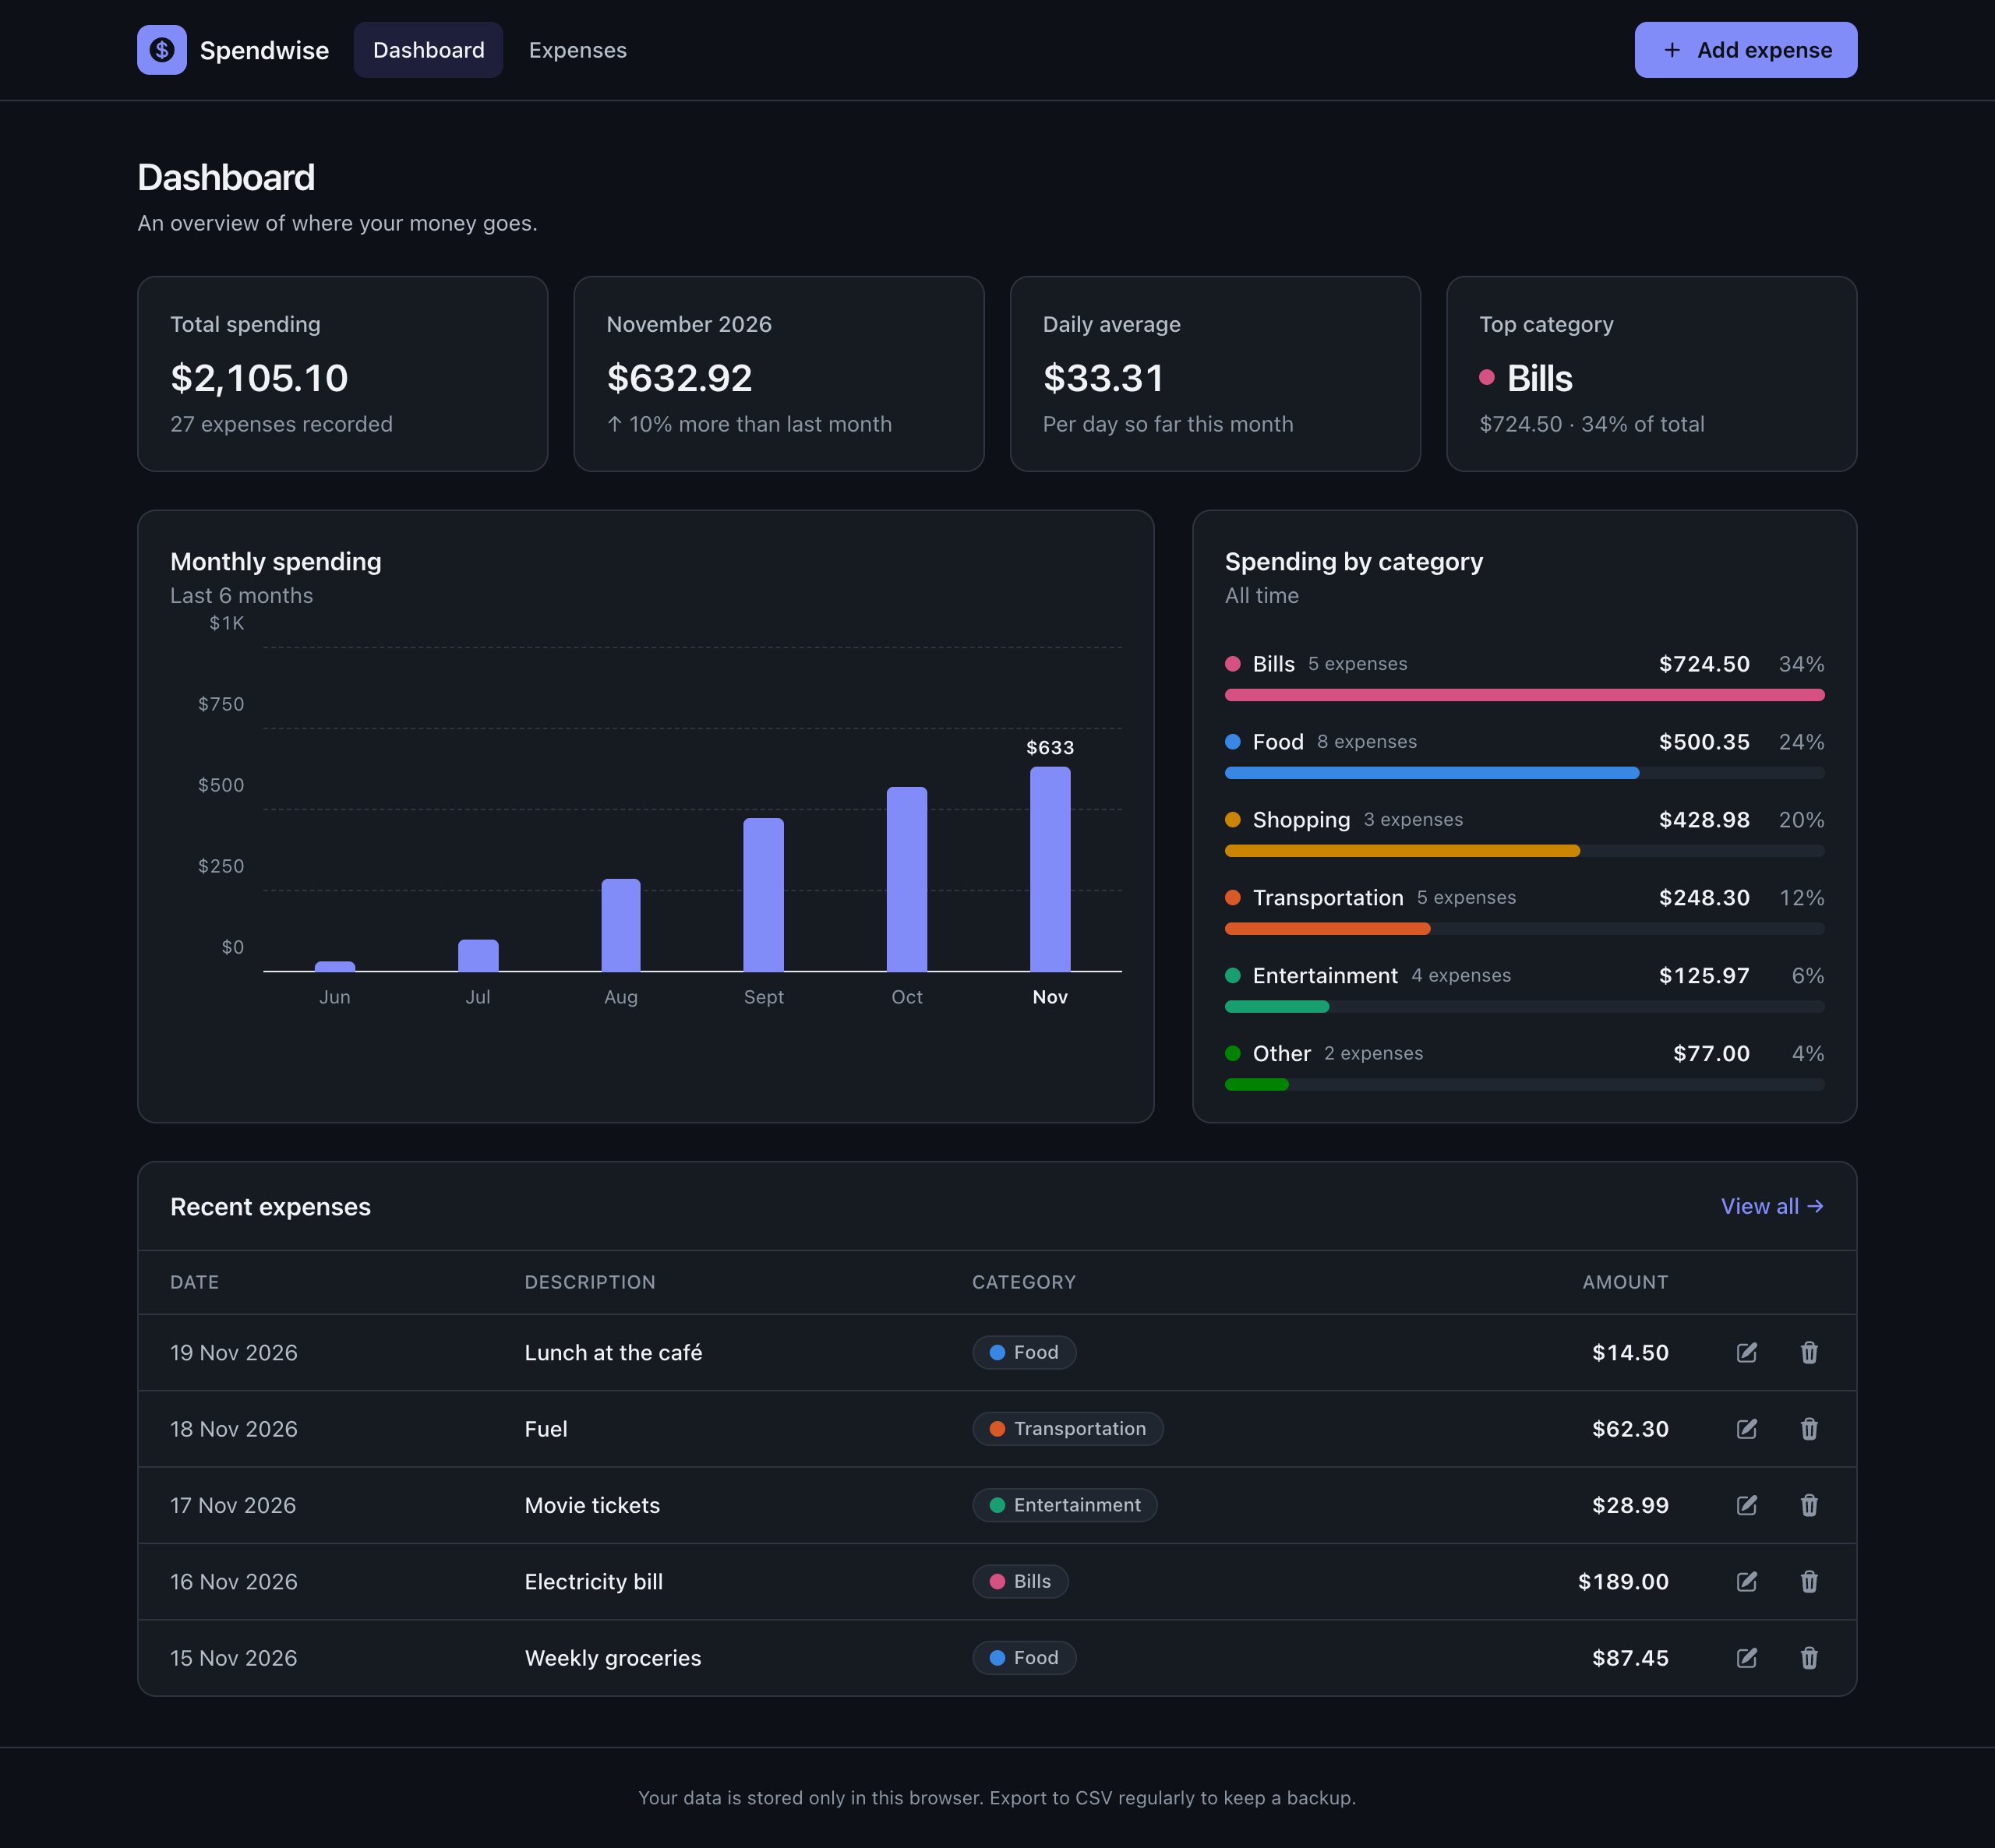 $ Spendwise Dashboard Expenses + Add expense
Dashboard
An overview of where your money goes.
Total spending
$2,105.10
27 expenses recorded
November 2026
$632.92
↑ 10% more than last month
Daily average
$33.31
Per day so far this month
Top category
Bills
$724.50 · 34% of total
Monthly spending
Last 6 months
$1K
$750
$633
$500
$250
$0
Jun Jul Aug Sept Oct Nov
Spending by category
All time
Bills 5 expenses $724.50 34%
Food 8 expenses $500.35 24%
Shopping 3 expenses $428.98 20%
Transportation 5 expenses $248.30 12%
Entertainment 4 expenses $125.97 6%
Other 2 expenses $77.00 4%
Recent expenses View all →
DATE DESCRIPTION CATEGORY AMOUNT
19 Nov 2026 Lunch at the café Food $14.50
18 Nov 2026 Fuel Transportation $62.30
17 Nov 2026 Movie tickets Entertainment $28.99
16 Nov 2026 Electricity bill Bills $189.00
15 Nov 2026 Weekly groceries Food $87.45
Your data is stored only in this browser. Export to CSV regularly to keep a backup.